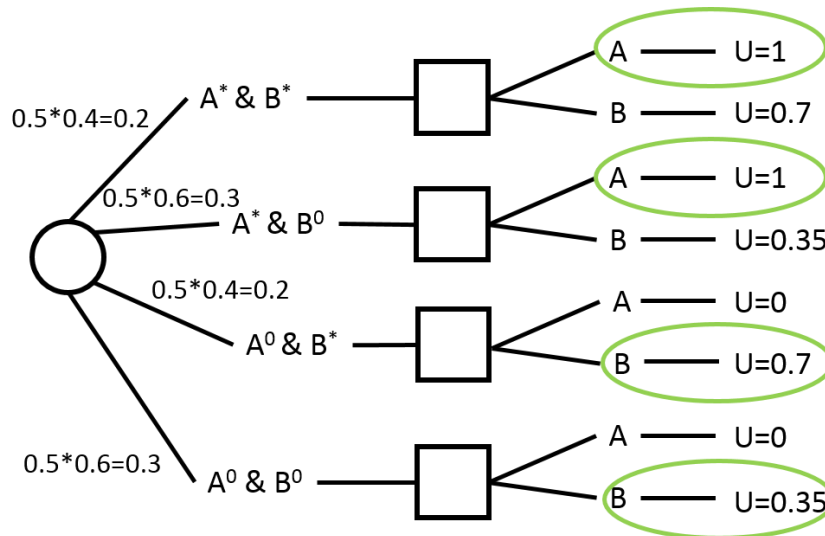 A — U=1
0.5*0.4=0.2 A* & B*
B — U=0.7
A — U=1
0.5*0.6=0.3
A* & B⁰
B — U=0.35
0.5*0.4=0.2
A — U=0
A⁰ & B*
B — U=0.7
A — U=0
0.5*0.6=0.3
A⁰ & B⁰
B — U=0.35